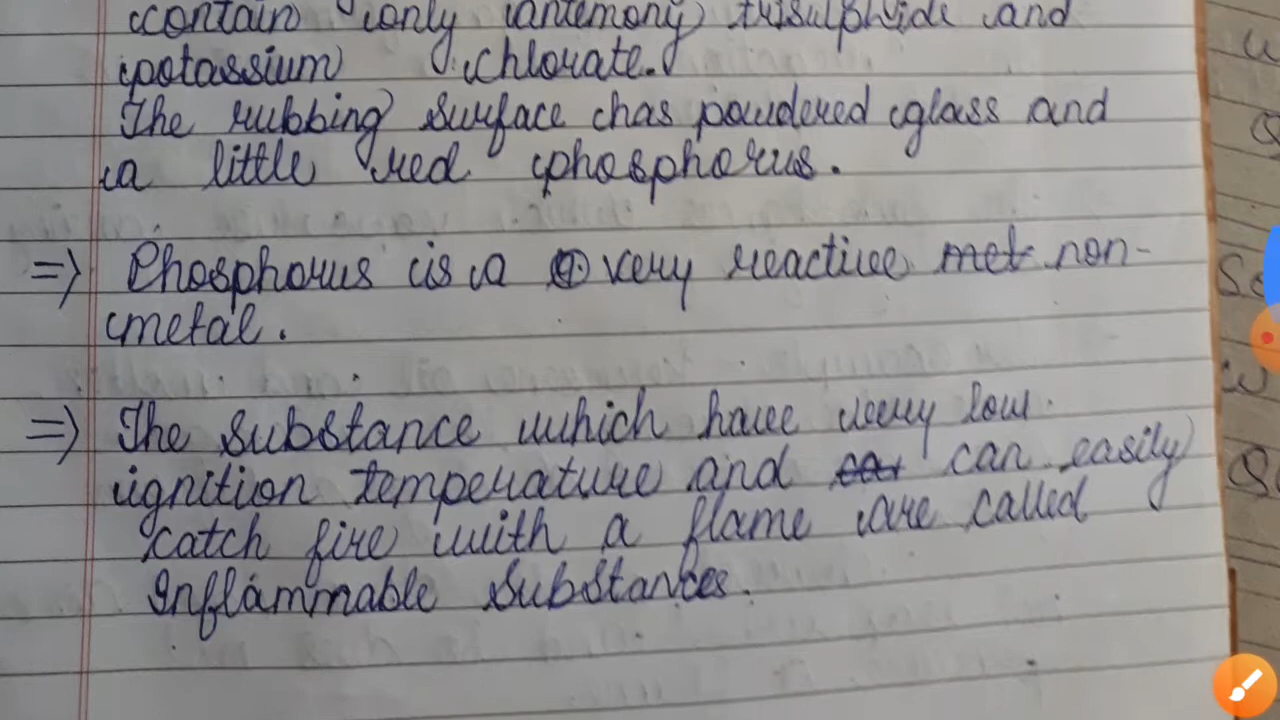 contain only antemony trisulphide and
potassium chlorate.
The rubbing surface has powdered glass and
a little red phosphorus.
=> Phosphorus is a very reactive met non-
metal.
=> The substance which have very low
ignition temperature and can easily
catch fire with a flame are called
Inflammable substances.